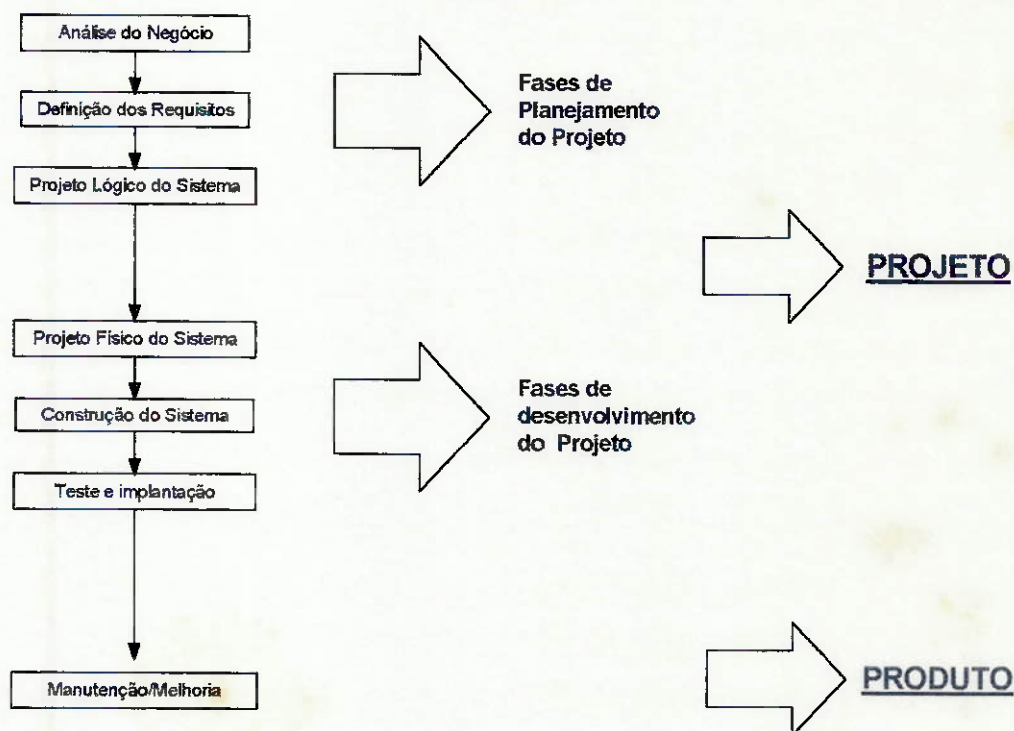 Análise do Negócio
Definição dos Requisitos
Projeto Lógico do Sistema
Fases de
Planejamento
do Projeto
PROJETO
Projeto Físico do Sistema
Construção do Sistema
Teste e implantação
Fases de
desenvolvimento
do Projeto
Manutenção/Melhoria
PRODUTO